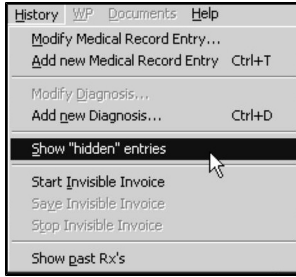 History WP Documents Help
Modify Medical Record Entry...
Add new Medical Record Entry Ctrl+T
Modify Diagnosis...
Add new Diagnosis... Ctrl+D
Show "hidden" entries
Start Invisible Invoice
Save Invisible Invoice
Stop Invisible Invoice
Show past Rx's